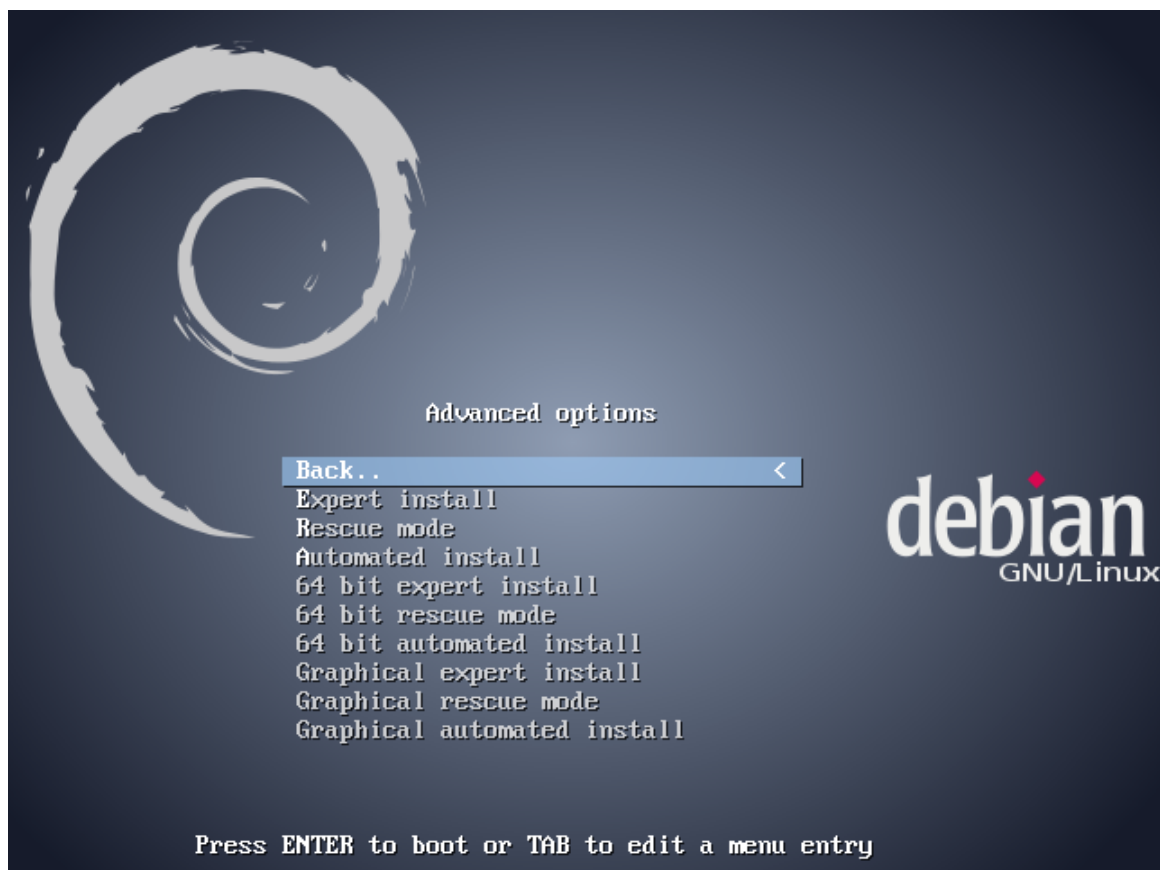 Advanced options
Back.. <
Expert install
Rescue mode
Automated install
64 bit expert install
64 bit rescue mode
64 bit automated install
Graphical expert install
Graphical rescue mode
Graphical automated install
debian
GNU/Linux
Press ENTER to boot or TAB to edit a menu entry